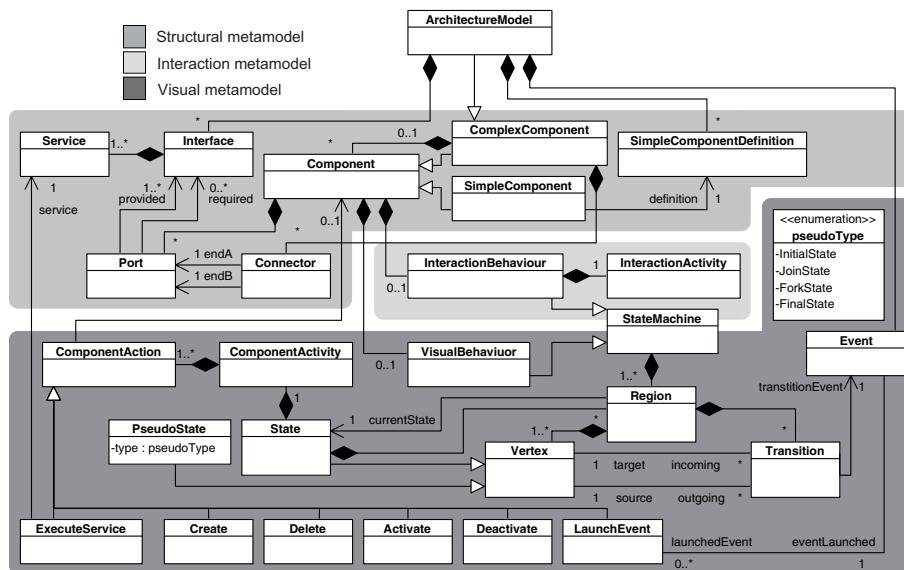 ArchitectureModel
Structural metamodel
Interaction metamodel
Visual metamodel
* * *
Service
1..*
Interface
*
0..1
ComplexComponent
SimpleComponentDefinition
Component
1
service
provided
1..*
0..*
required
SimpleComponent
definition
1
0..1
*
*
Port
1 endA
1 endB
Connector
<<enumeration>>
pseudoType
-InitialState
-JoinState
-ForkState
-FinalState
InteractionBehaviour
1
InteractionActivity
0..1
StateMachine
ComponentAction
1..*
ComponentActivity
VisualBehaviuor
0..1
Event
1..*
transtitionEvent
1
Region
1
1
currentState
*
1..*
*
PseudoState
-type : pseudoType
State
Vertex
1 target incoming *
Transition
1 source outgoing *
ExecuteService
Create
Delete
Activate
Deactivate
LaunchEvent
launchedEvent
eventLaunched
0..*
1